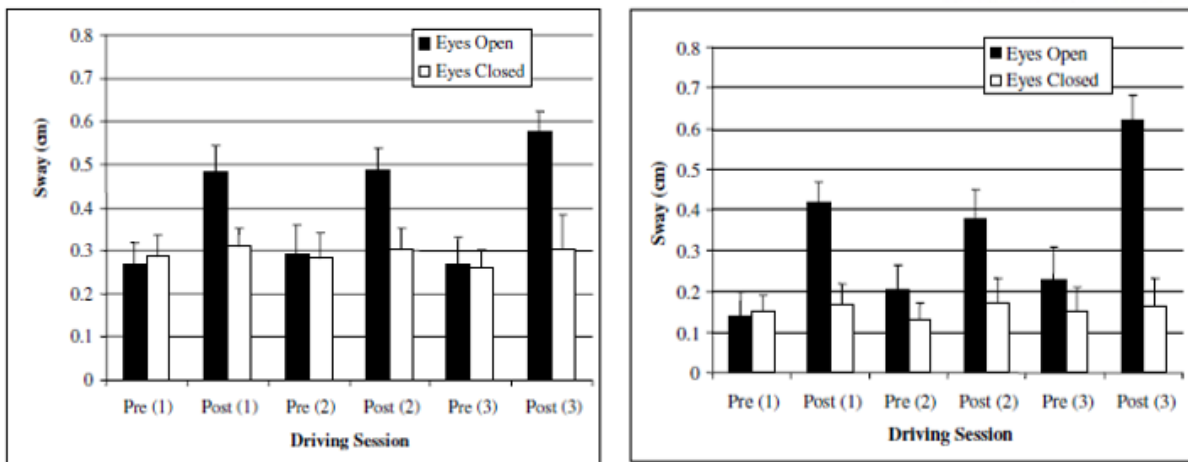 0.8
0.7
0.6
0.5
0.4
0.3
0.2
0.1
0
Sway (cm)
Eyes Open
Eyes Closed
Pre (1) Post (1) Pre (2) Post (2) Pre (3) Post (3)
Driving Session
0.8
0.7
0.6
0.5
0.4
0.3
0.2
0.1
0
Sway (cm)
Eyes Open
Eyes Closed
Pre (1) Post (1) Pre (2) Post (2) Pre (3) Post (3)
Driving Session